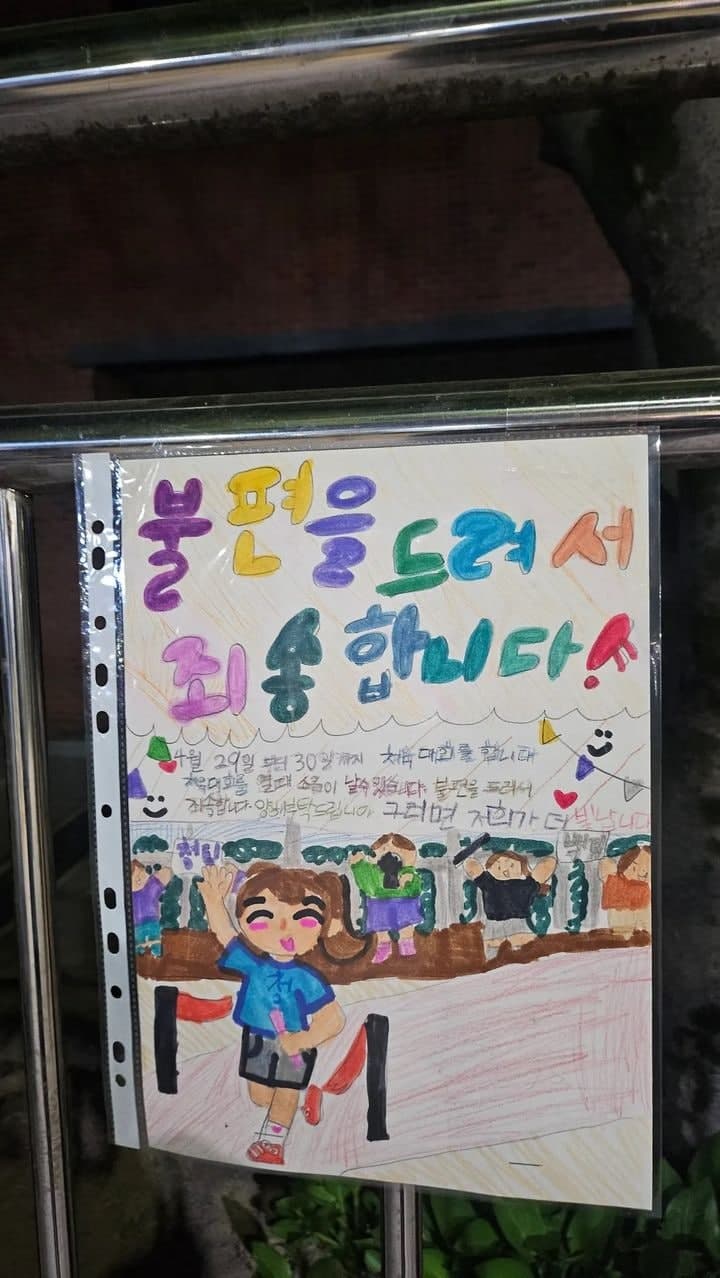 불편을 드려서
죄송합니다!
4월 29일 부터 30일까지 체육대회를 합니다
체육대회를 열때 소음이 날수있습니다. 불편을 드려서
죄송합니다. 양해부탁드립니다 그러면 저희가 더 빛납니다
청팀
백팀
청